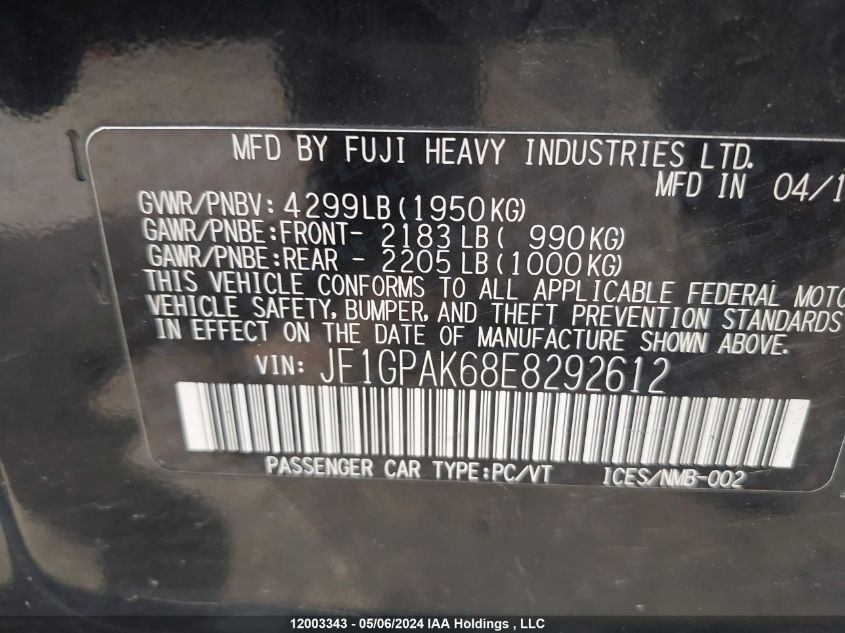 MFD BY FUJI HEAVY INDUSTRIES LTD.
MFD IN 04/1
GVWR/PNBV: 4299LB(1950KG)
GAWR/PNBE:FRONT- 2183 LB( 990KG)
GAWR/PNBE:REAR - 2205 LB(1000KG)
THIS VEHICLE CONFORMS TO ALL APPLICABLE FEDERAL MOTO
VEHICLE SAFETY, BUMPER, AND THEFT PREVENTION STANDARDS
IN EFFECT ON THE DATE OF MANUFACTURE SHOWN ABOVE.
VIN: JF1GPAK68E8292612
PASSENGER CAR TYPE:PC/VT ICES/NMB-002
12003343 - 05/06/2024 IAA Holdings , LLC